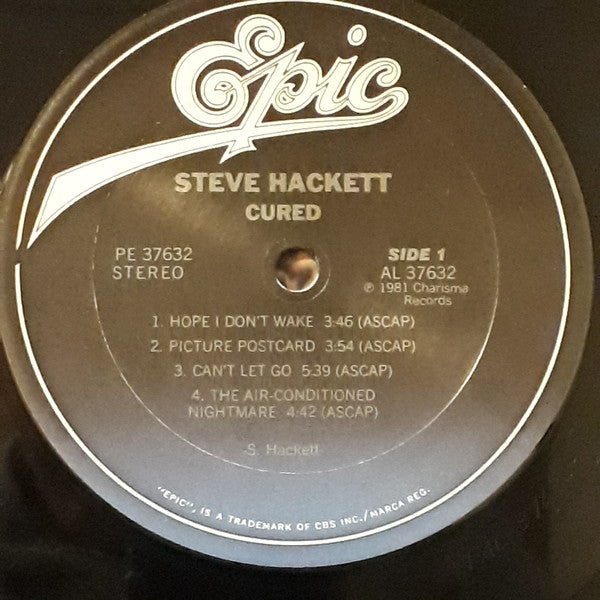 Epic
STEVE HACKETT
CURED
PE 37632
STEREO
SIDE 1
AL 37632
℗ 1981 Charisma
Records
1. HOPE I DON'T WAKE 3:46 (ASCAP)
2. PICTURE POSTCARD 3:54 (ASCAP)
3. CAN'T LET GO 5:39 (ASCAP)
4. THE AIR-CONDITIONED
NIGHTMARE 4:42 (ASCAP)
-S. Hackett-
"EPIC", IS A TRADEMARK OF CBS INC./MARCA REG.